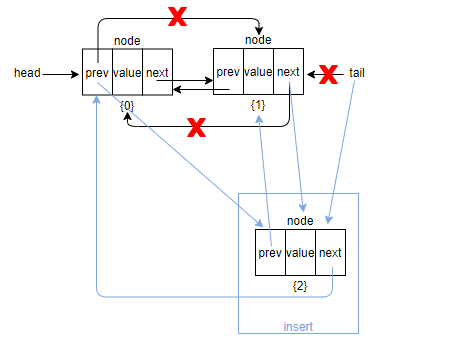 node
node
head
prev value next
prev value next
tail
{0}
{1}
node
prev value next
{2}
insert